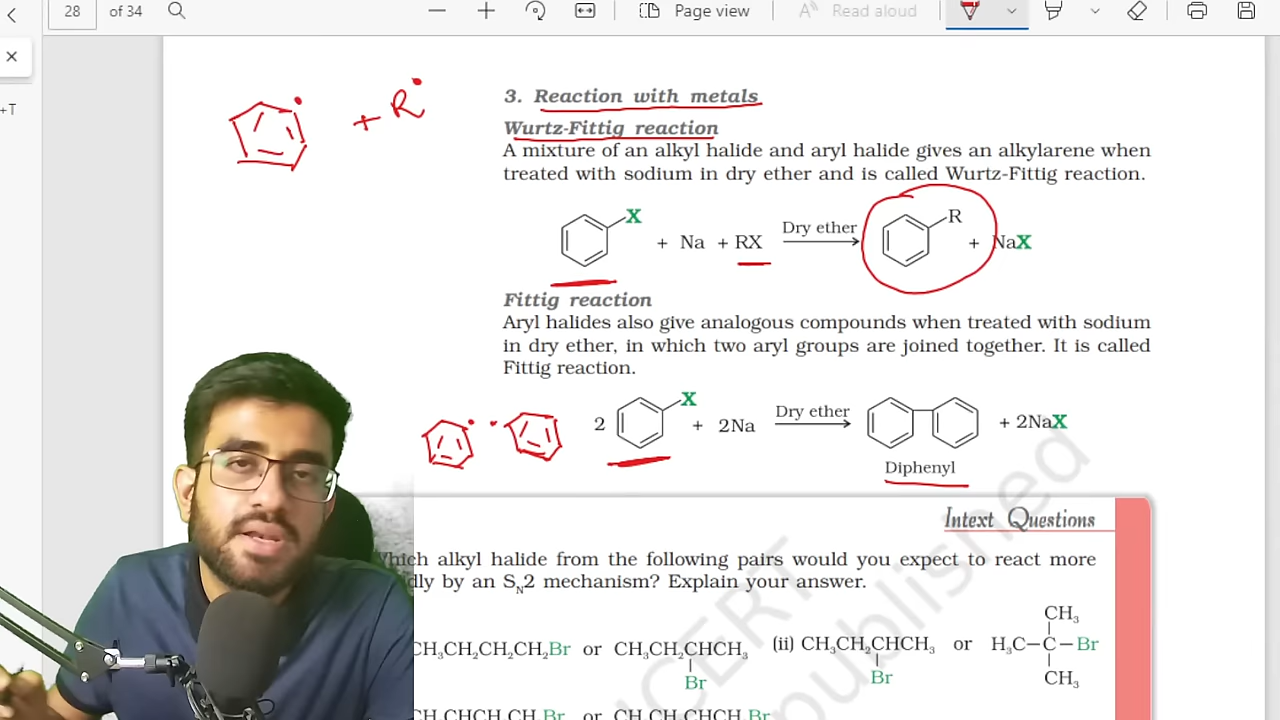 28 of 34 Page view Read aloud
+T
+ R•
3. Reaction with metals
Wurtz-Fittig reaction
A mixture of an alkyl halide and aryl halide gives an alkylarene when
treated with sodium in dry ether and is called Wurtz-Fittig reaction.
X + Na + RX Dry ether R + NaX
Fittig reaction
Aryl halides also give analogous compounds when treated with sodium
in dry ether, in which two aryl groups are joined together. It is called
Fittig reaction.
2 X + 2Na Dry ether + 2NaX
Diphenyl
Intext Questions
Which alkyl halide from the following pairs would you expect to react more
dly by an SN2 mechanism? Explain your answer.
CH₃CH₂CH₂CH₂Br or CH₃CH₂CHCH₃ (ii) CH₃CH₂CHCH₃ or H₃C–C–Br
Br Br CH₃ CH₃
or
NCERT
published